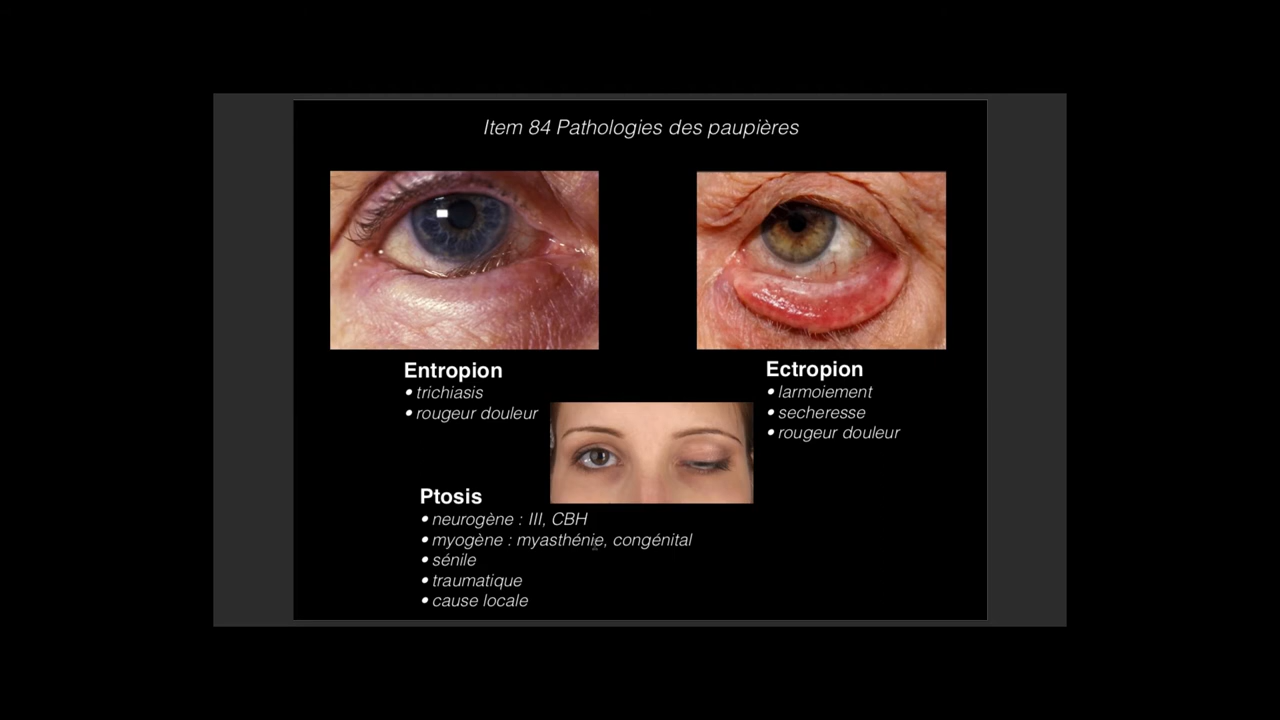 Item 84 Pathologies des paupières
Entropion
• trichiasis
• rougeur douleur
Ectropion
• larmoiement
• secheresse
• rougeur douleur
Ptosis
• neurogène : III, CBH
• myogène : myasthénie, congénital
• sénile
• traumatique
• cause locale